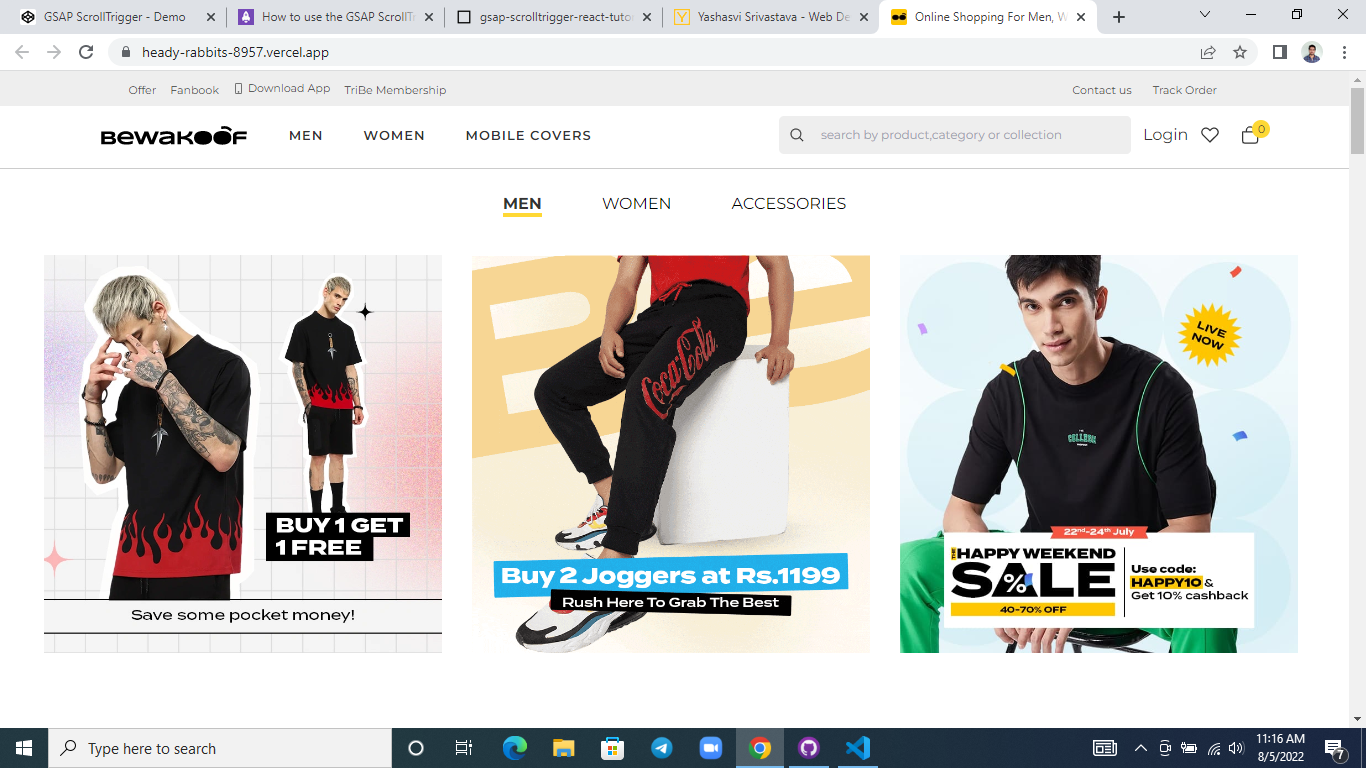 GSAP ScrollTrigger - Demo
How to use the GSAP ScrollTr
gsap-scrolltrigger-react-tutor
Yashasvi Srivastava - Web De
Online Shopping For Men, W
heady-rabbits-8957.vercel.app
Offer Fanbook Download App TriBe Membership Contact us Track Order
BEWAKOOF MEN WOMEN MOBILE COVERS search by product,category or collection Login 0
MEN WOMEN ACCESSORIES
BUY 1 GET
1 FREE
Save some pocket money!
Coca-Cola
Buy 2 Joggers at Rs.1199
Rush Here To Grab The Best
LIVE
NOW
22nd-24th July
THE HAPPY WEEKEND
SALE
%
40-70% OFF
Use code:
HAPPY10 &
Get 10% cashback
Type here to search
11:16 AM
8/5/2022
7